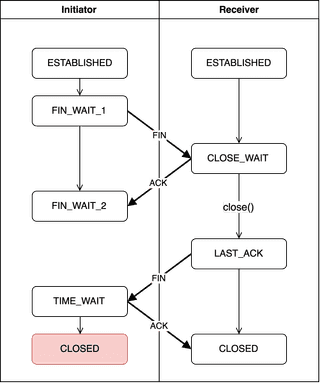 Initiator
Receiver
ESTABLISHED
ESTABLISHED
FIN_WAIT_1
FIN
CLOSE_WAIT
ACK
FIN_WAIT_2
close()
LAST_ACK
FIN
TIME_WAIT
ACK
CLOSED
CLOSED